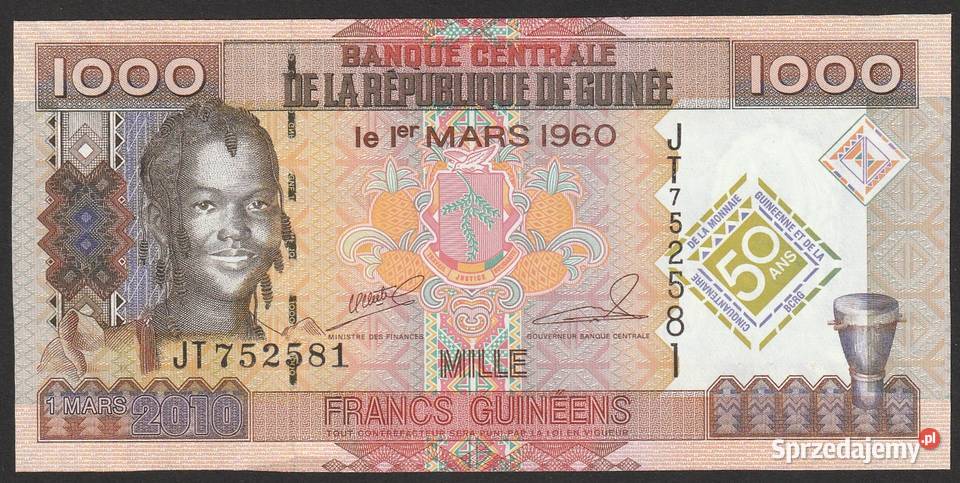 1000
BANQUE CENTRALE
DE LA RÉPUBLIQUE DE GUINÉE
1000
le 1er MARS 1960
JT752581
DE LA MONNAIE
GUINEENNE ET DE LA
BCRG
CINQUANTENAIRE
50
ANS
JUSTICE
MINISTRE DES FINANCES
GOUVERNEUR BANQUE CENTRALE
JT752581
MILLE
1 MARS 2010
FRANCS GUINÉENS
TOUT CONTREFACTEUR SERA PUNI PAR LA LOI EN VIGUEUR
Sprzedajemy.pl